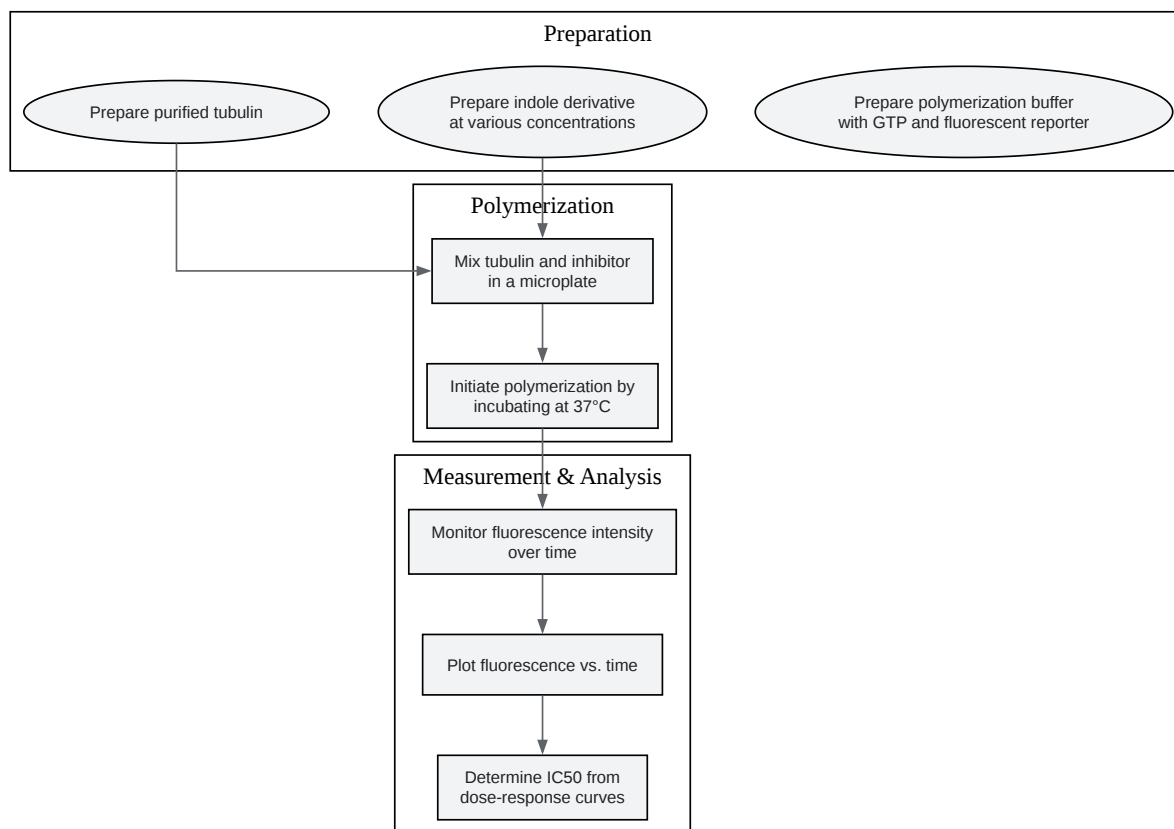 Preparation
Prepare purified tubulin
Prepare indole derivative
at various concentrations
Prepare polymerization buffer
with GTP and fluorescent reporter
Polymerization
Mix tubulin and inhibitor
in a microplate
Initiate polymerization by
incubating at 37°C
Measurement & Analysis
Monitor fluorescence intensity
over time
Plot fluorescence vs. time
Determine IC50 from
dose-response curves